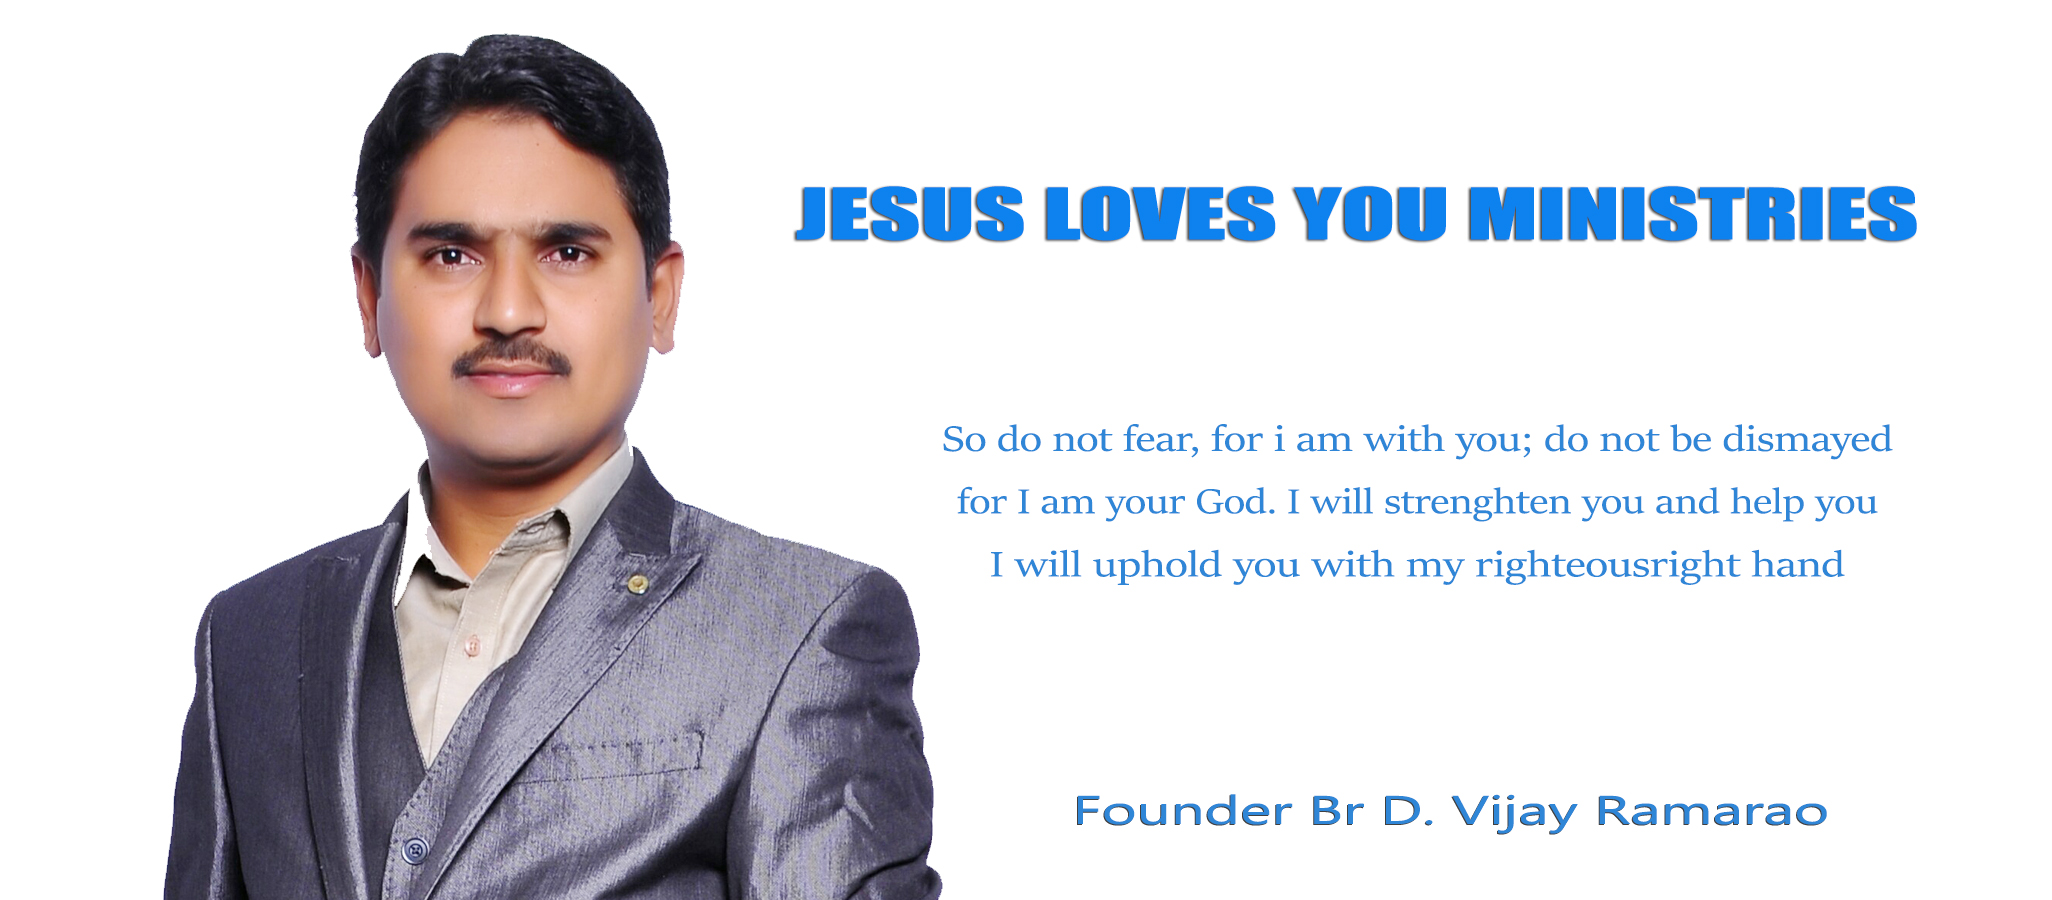 JESUS LOVES YOU MINISTRIES
So do not fear, for i am with you; do not be dismayed
for I am your God. I will strenghten you and help you
I will uphold you with my righteousright hand
Founder Br D. Vijay Ramarao